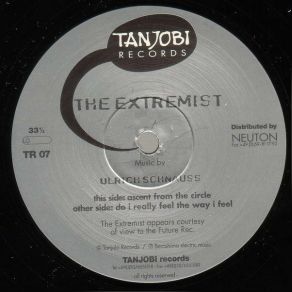 TANJOBI
RECORDS
THE EXTREMIST
33⅓
TR 07
Distributed by
NEUTON
Music by
ULRICH SCHNAUSS
this side: ascent from the circle
other side: do i really feel the way i feel
The Extremist appears courtesy
of view to the Future Rec.
TANJOBI records
all rights reserved